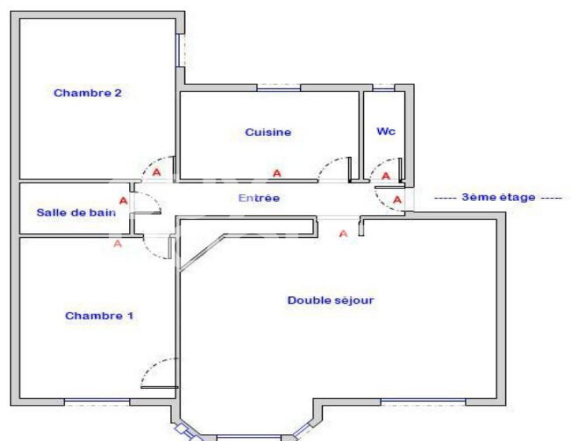 Chambre 2
Cuisine
Wc
A
A
A
A
Entrée
A
----- 3ème étage -----
Salle de bain
A
A
Double séjour
Chambre 1